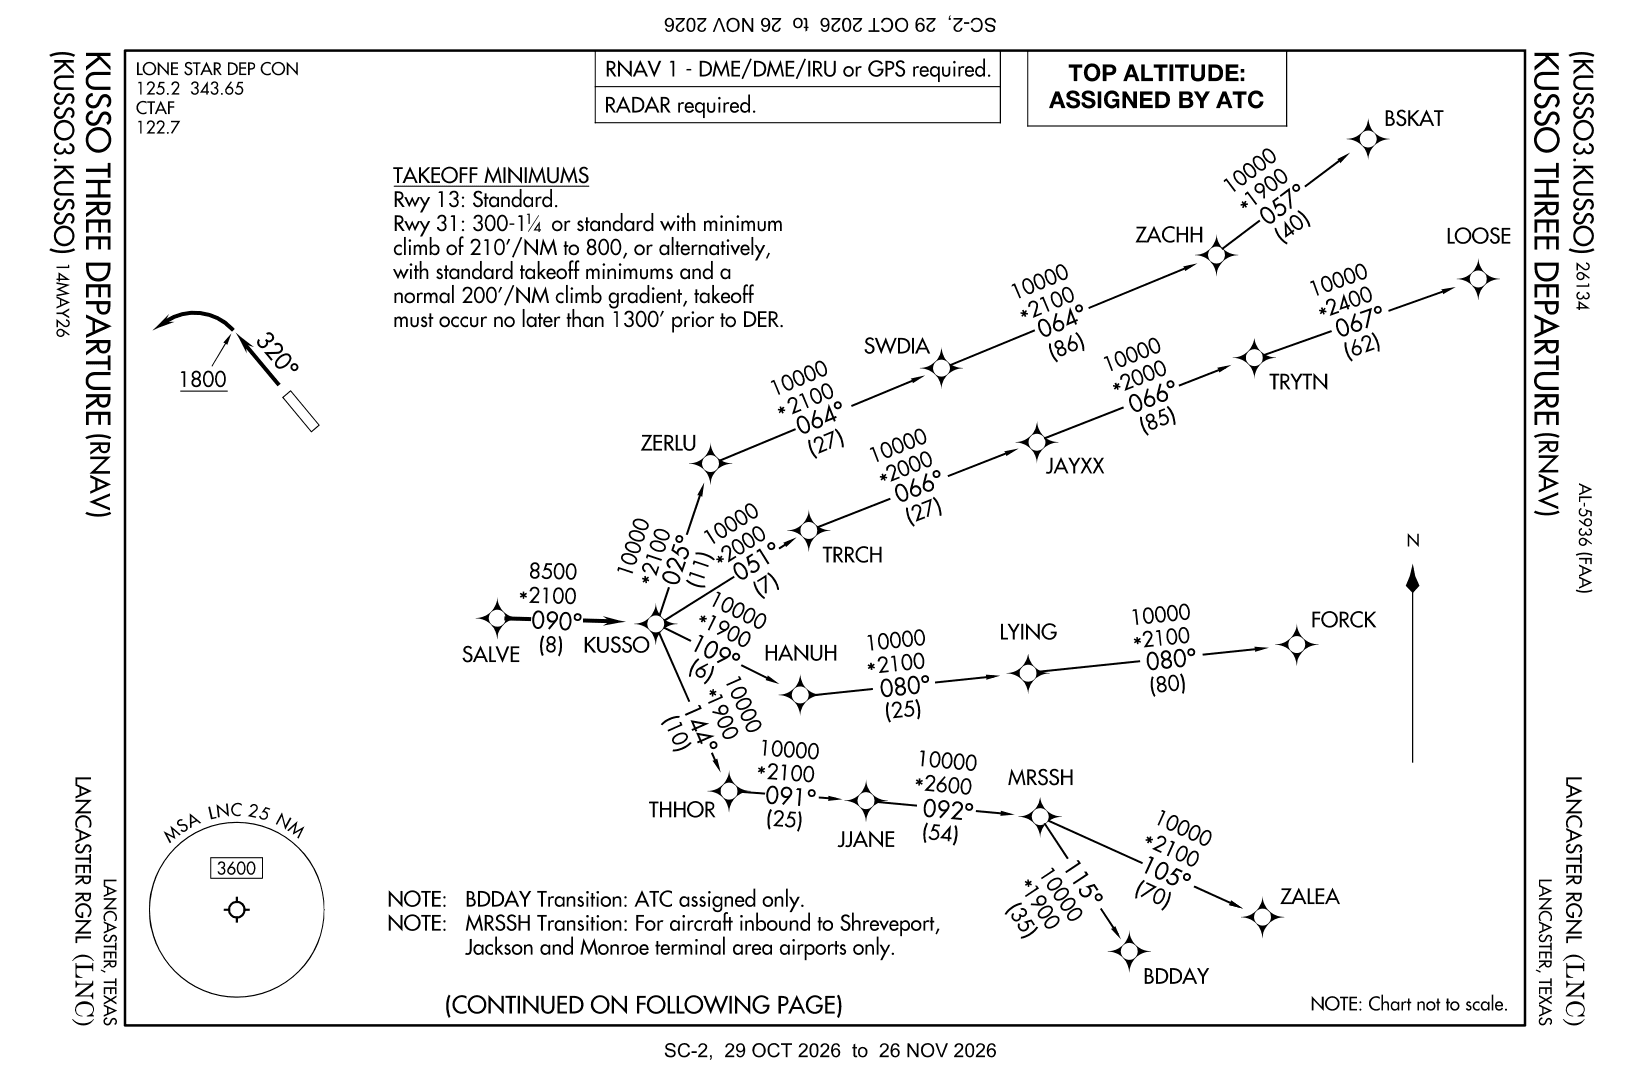 SC-2, 29 OCT 2026 to 26 NOV 2026
KUSSO THREE DEPARTURE (RNAV)
(KUSSO3.KUSSO) 14MAY26
LANCASTER RGNL (LNC)
LANCASTER, TEXAS
LONE STAR DEP CON
125.2 343.65
CTAF
122.7
RNAV 1 - DME/DME/IRU or GPS required.
RADAR required.
TOP ALTITUDE:
ASSIGNED BY ATC
TAKEOFF MINIMUMS
Rwy 13: Standard.
Rwy 31: 300-1¼ or standard with minimum
climb of 210'/NM to 800, or alternatively,
with standard takeoff minimums and a
normal 200'/NM climb gradient, takeoff
must occur no later than 1300' prior to DER.
320°
1800
BSKAT
10000
*1900
057°
(40)
ZACHH
LOOSE
10000
*2400
067°
(62)
10000
*2100
064°
(86)
SWDIA
TRYTN
10000
*2000
066°
(85)
10000
*2100
064°
(27)
ZERLU
JAYXX
10000
*2000
066°
(27)
10000
*2100
025°
(11)
10000
*2000
051°
(7)
TRRCH
8500
*2100
090°
(8)
SALVE
KUSSO
10000
*1900
109°
(6)
HANUH
10000
*2100
080°
(25)
LYING
10000
*2100
080°
(80)
FORCK
N
10000
*1900
144°
(10)
THHOR
10000
*2100
091°
(25)
JJANE
10000
*2600
092°
(54)
MRSSH
10000
*2100
105°
(70)
ZALEA
115°
10000
*1900
(35)
BDDAY
MSA LNC 25 NM
3600
NOTE: BDDAY Transition: ATC assigned only.
NOTE: MRSSH Transition: For aircraft inbound to Shreveport,
Jackson and Monroe terminal area airports only.
(CONTINUED ON FOLLOWING PAGE)
NOTE: Chart not to scale.
KUSSO THREE DEPARTURE (RNAV)
(KUSSO3.KUSSO) 26134
AL-5936 (FAA)
LANCASTER RGNL (LNC)
LANCASTER, TEXAS
SC-2, 29 OCT 2026 to 26 NOV 2026